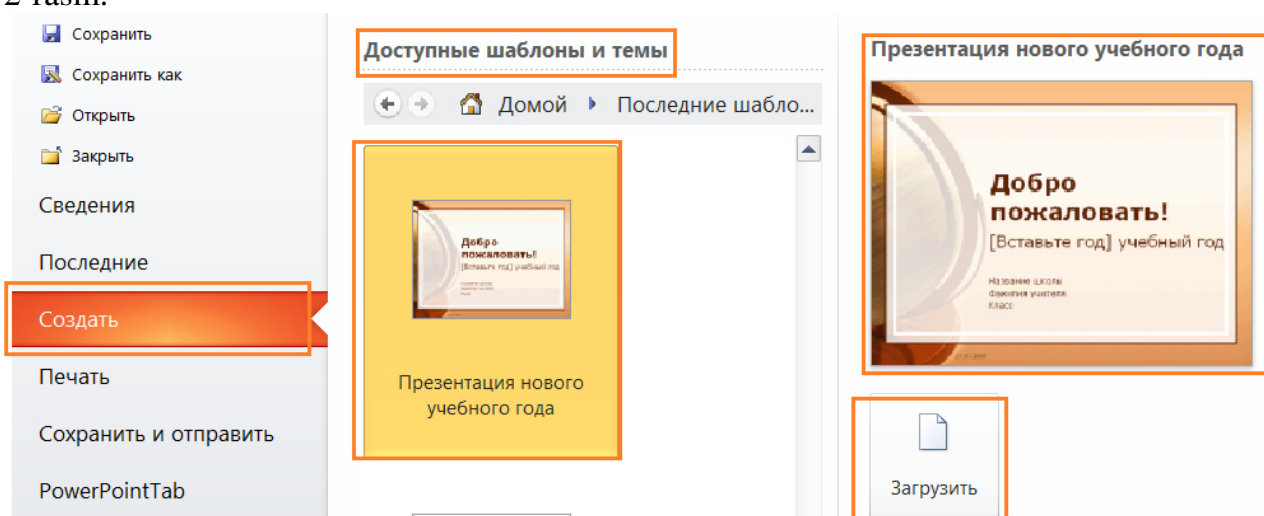 2-rasm.
Сохранить
Сохранить как
Открыть
Закрыть
Сведения
Последние
Создать
Печать
Сохранить и отправить
PowerPointTab
Доступные шаблоны и темы
Домой
Последние шабло...
Добро
пожаловать!
[Вставьте год] учебный год
Презентация нового
учебного года
Презентация нового учебного года
Добро
пожаловать!
[Вставьте год] учебный год
Название школы
Фамилия учителя
Класс
Загрузить